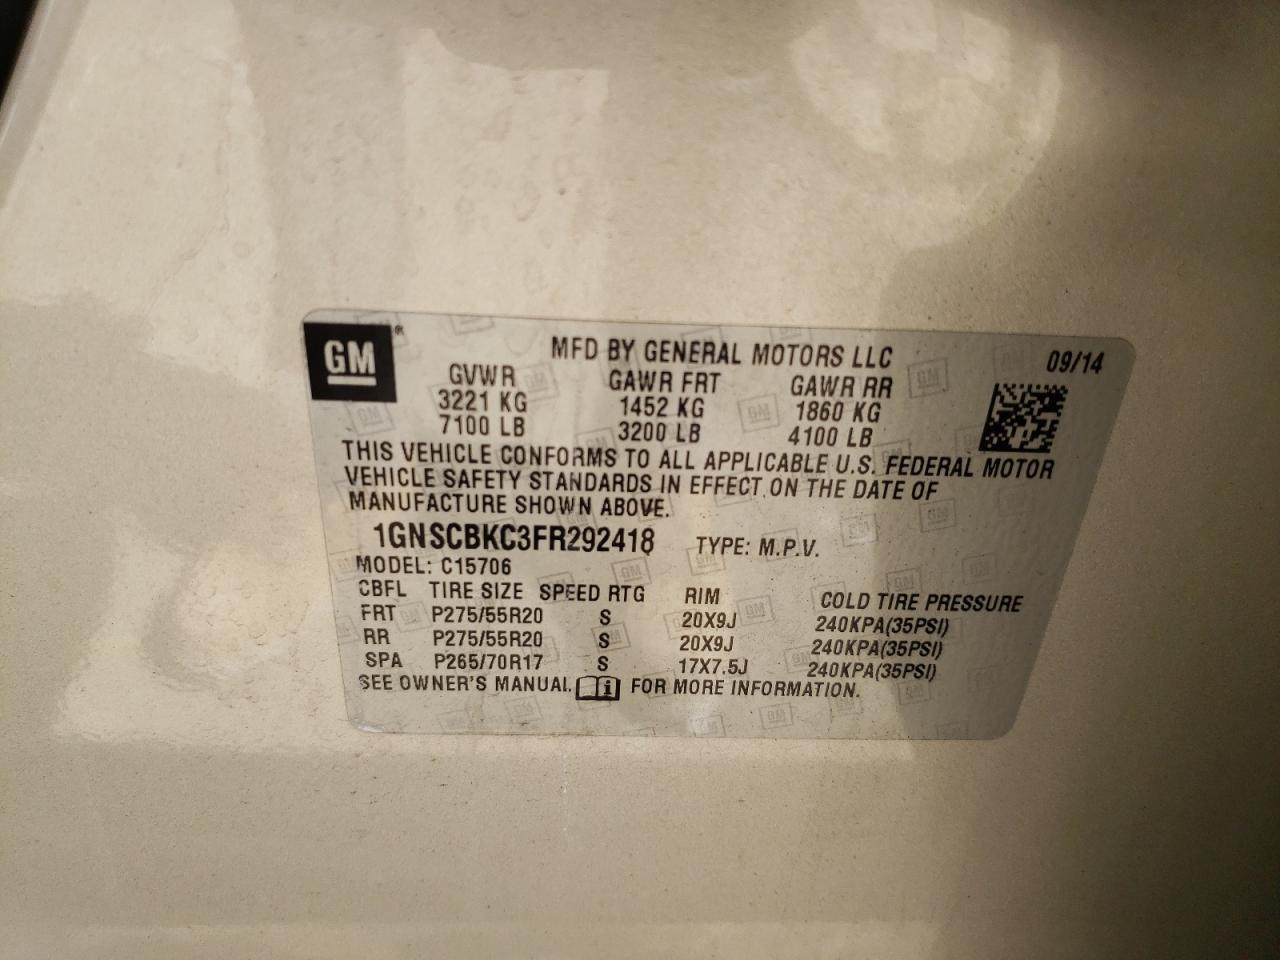 GM®
MFD BY GENERAL MOTORS LLC 09/14
GVWR GAWR FRT GAWR RR
3221 KG 1452 KG 1860 KG
7100 LB 3200 LB 4100 LB
THIS VEHICLE CONFORMS TO ALL APPLICABLE U.S. FEDERAL MOTOR
VEHICLE SAFETY STANDARDS IN EFFECT ON THE DATE OF
MANUFACTURE SHOWN ABOVE.
1GNSCBKC3FR292418 TYPE: M.P.V.
MODEL: C15706
CBFL TIRE SIZE SPEED RTG RIM COLD TIRE PRESSURE
FRT P275/55R20 S 20X9J 240KPA(35PSI)
RR P275/55R20 S 20X9J 240KPA(35PSI)
SPA P265/70R17 S 17X7.5J 240KPA(35PSI)
SEE OWNER'S MANUAL. i FOR MORE INFORMATION.